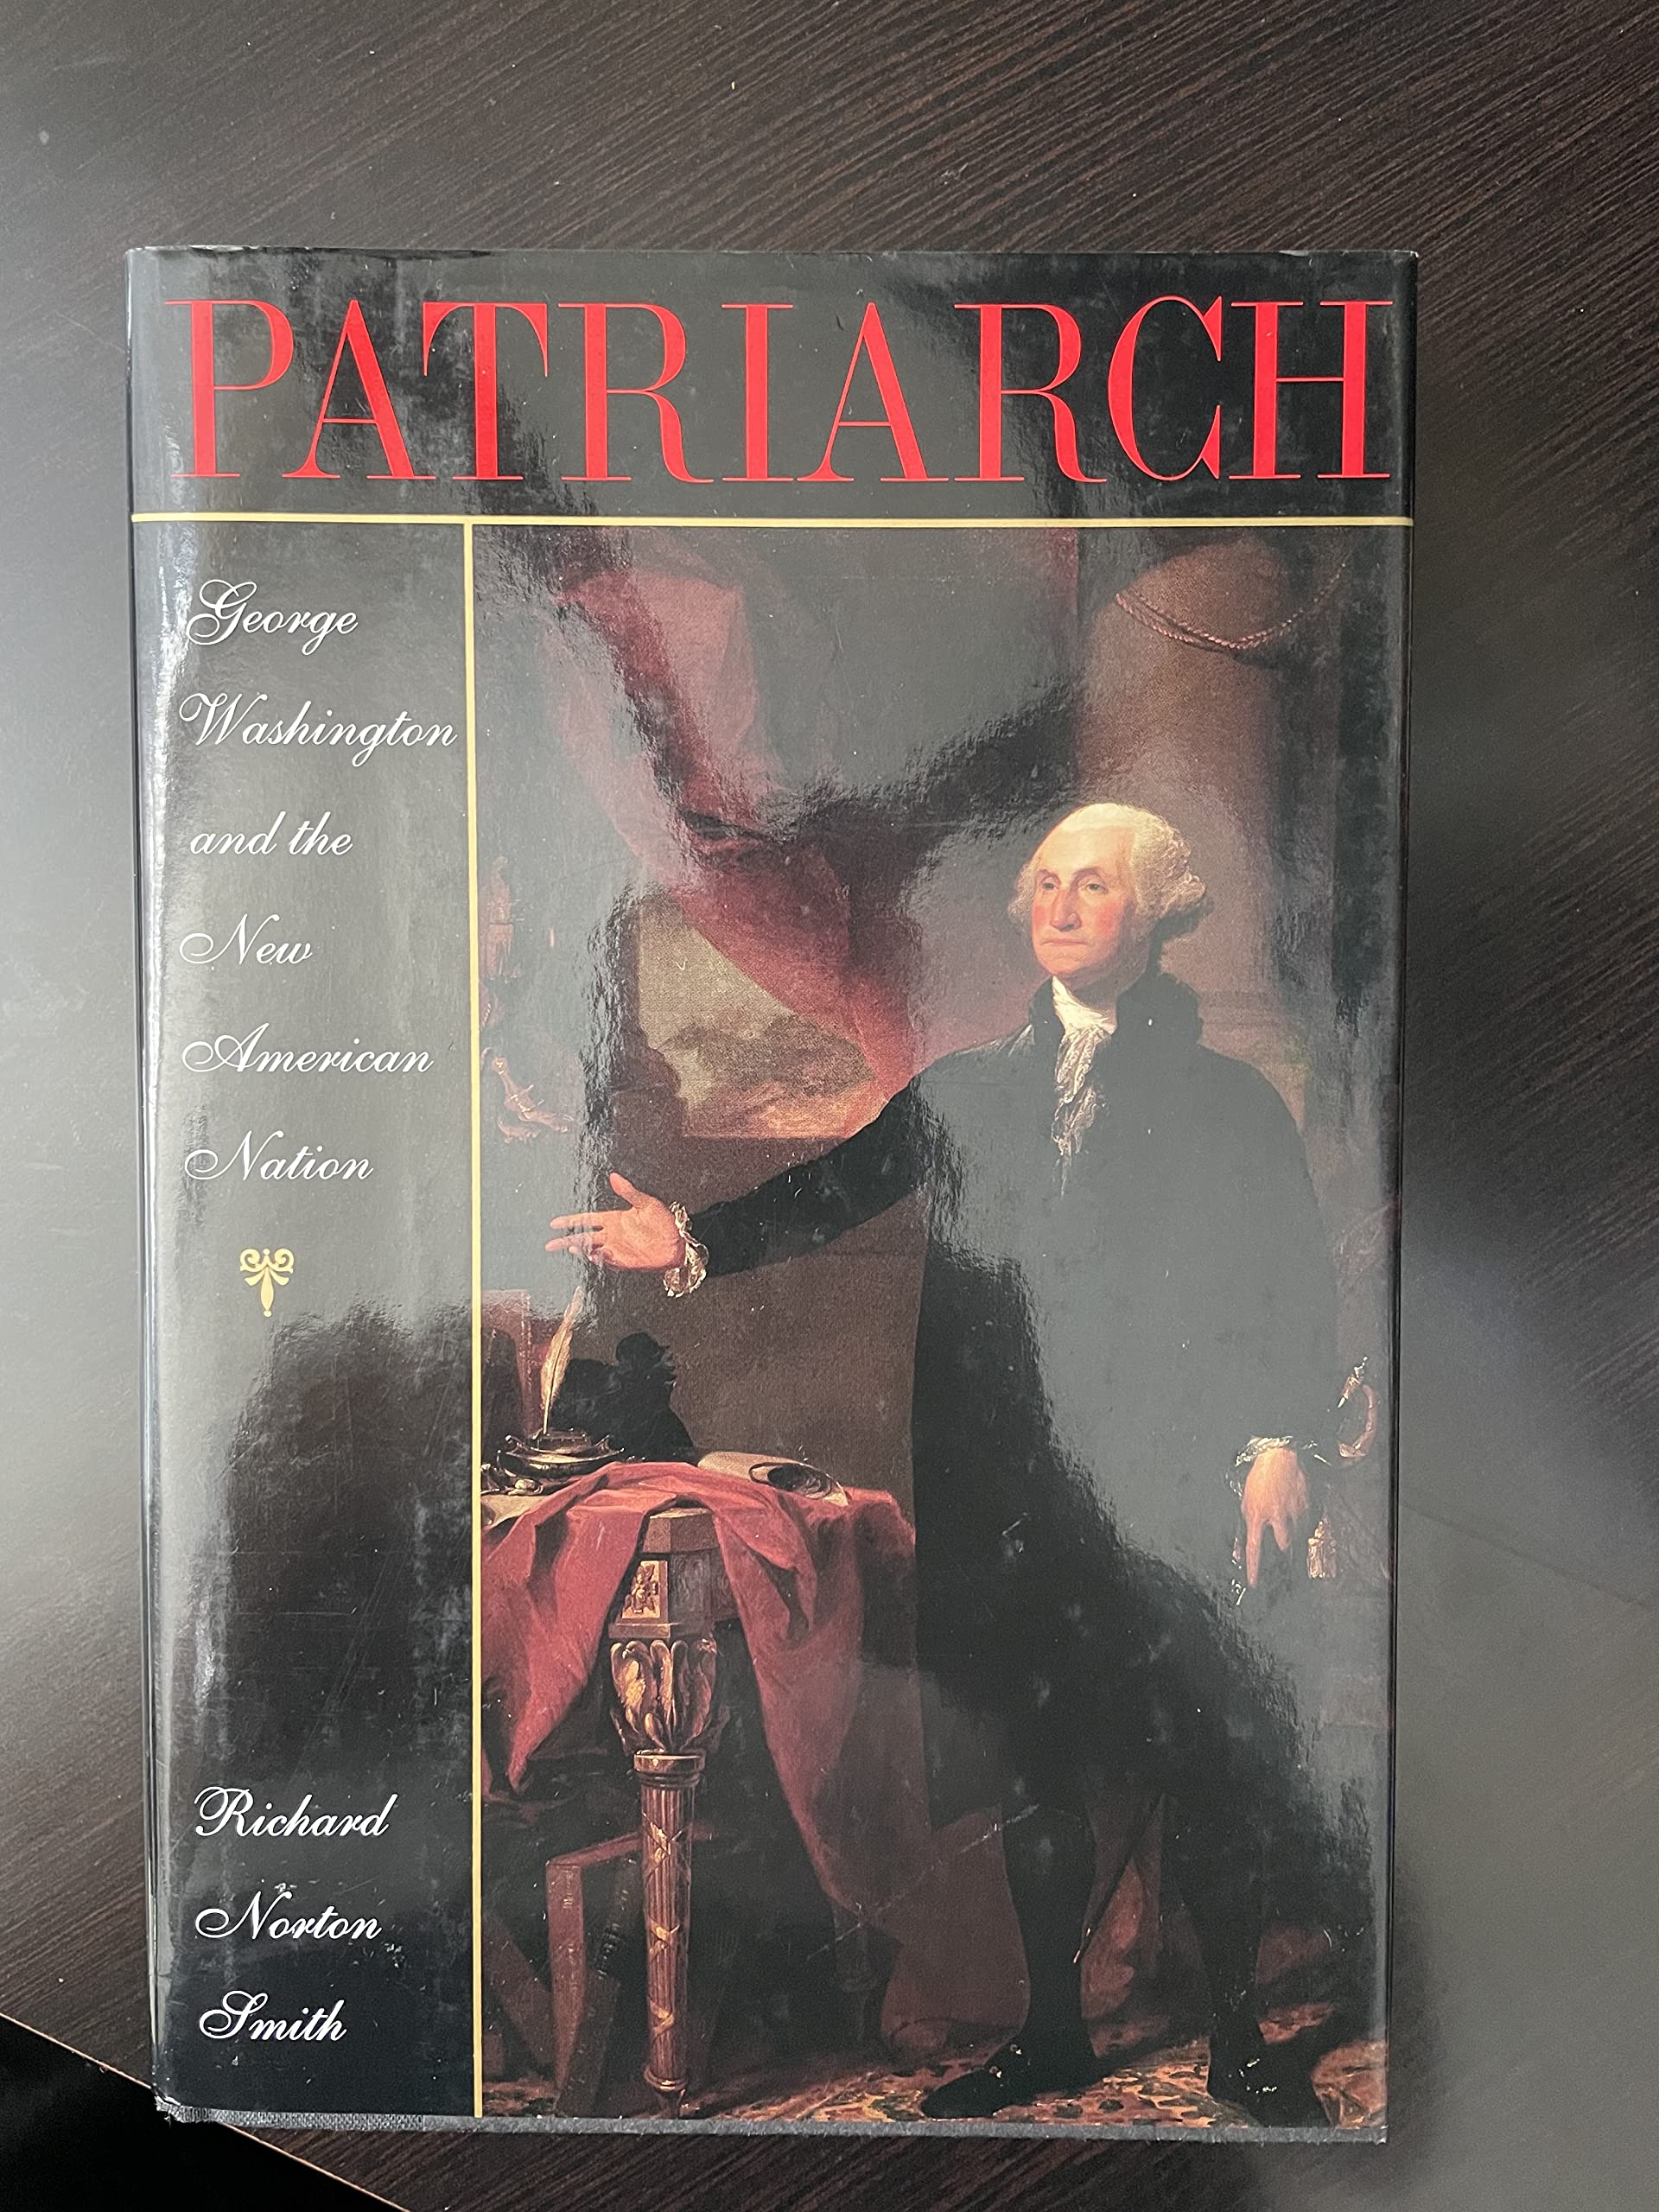 PATRIARCH
George
Washington
and the
New
American
Nation
Richard
Norton
Smith